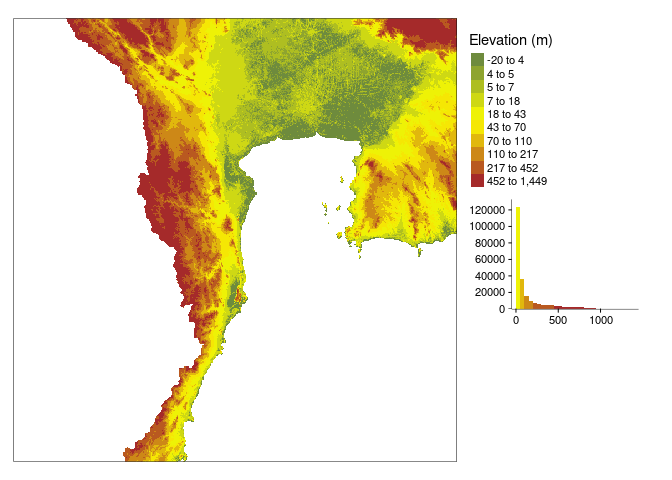 Elevation (m)
-20 to 4
4 to 5
5 to 7
7 to 18
18 to 43
43 to 70
70 to 110
110 to 217
217 to 452
452 to 1,449
120000
100000
80000
60000
40000
20000
0
0 500 1000